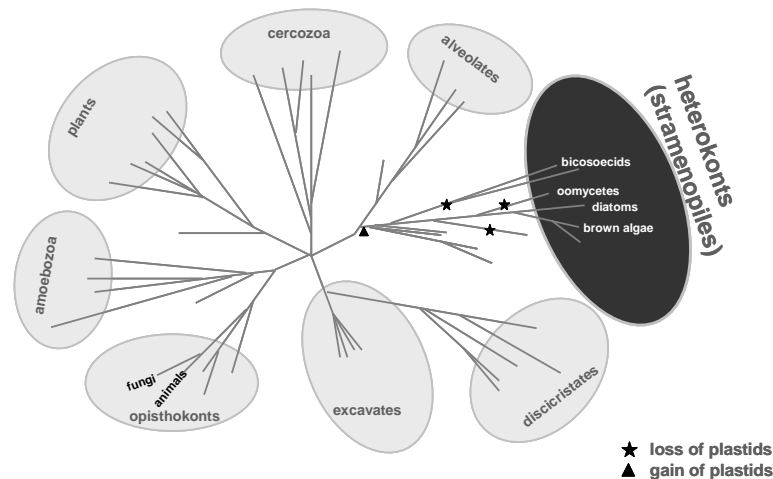 cercozoa
alveolates
plants
heterokonts
(stramenopiles)
bicosoecids
oomycetes
diatoms
brown algae
amoebozoa
fungi
animals
opisthokonts
excavates
discicristates
loss of plastids
gain of plastids